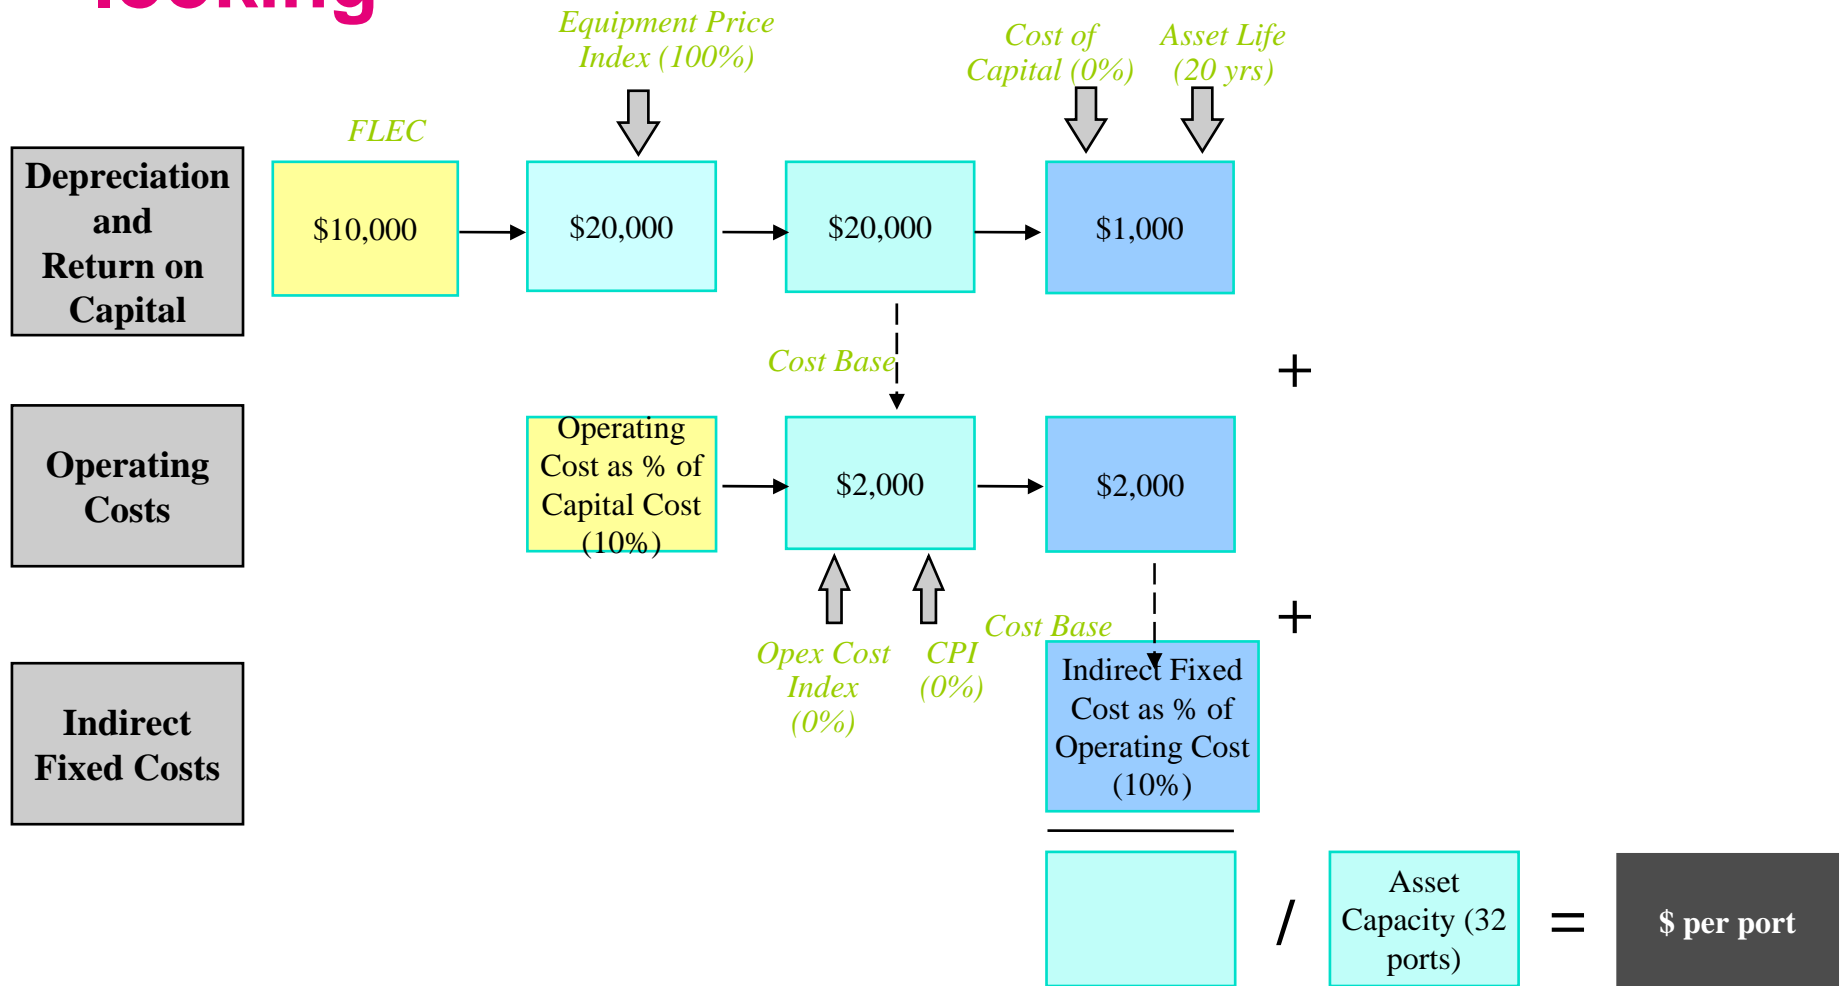 looking
Equipment Price
Index (100%)
Cost of
Capital (0%)
Asset Life
(20 yrs)
FLEC
Depreciation
and
Return on
Capital
$10,000
$20,000
$20,000
$1,000
Cost Base
+
Operating
Costs
Operating
Cost as % of
Capital Cost
(10%)
$2,000
$2,000
+
Opex Cost
Index
(0%)
CPI
(0%)
Cost Base
Indirect
Fixed Costs
Indirect Fixed
Cost as % of
Operating Cost
(10%)
/
Asset
Capacity (32
ports)
=
$ per port